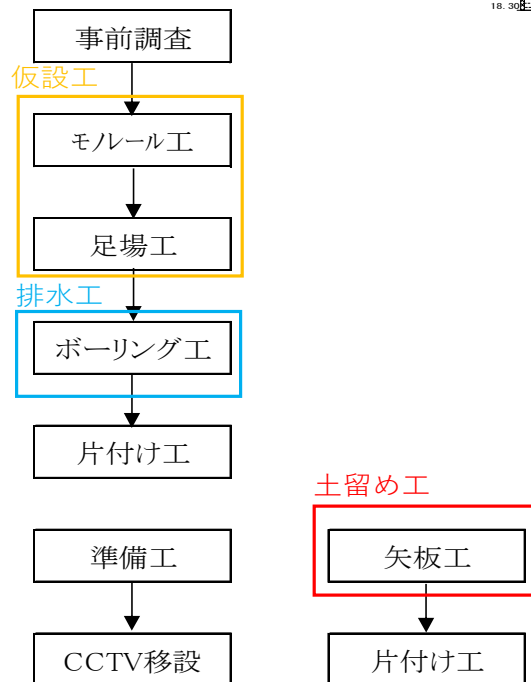 18. 30
事前調査
仮設工
モノレール工
足場工
排水工
ボーリング工
片付け工
土留め工
準備工
矢板工
CCTV移設
片付け工